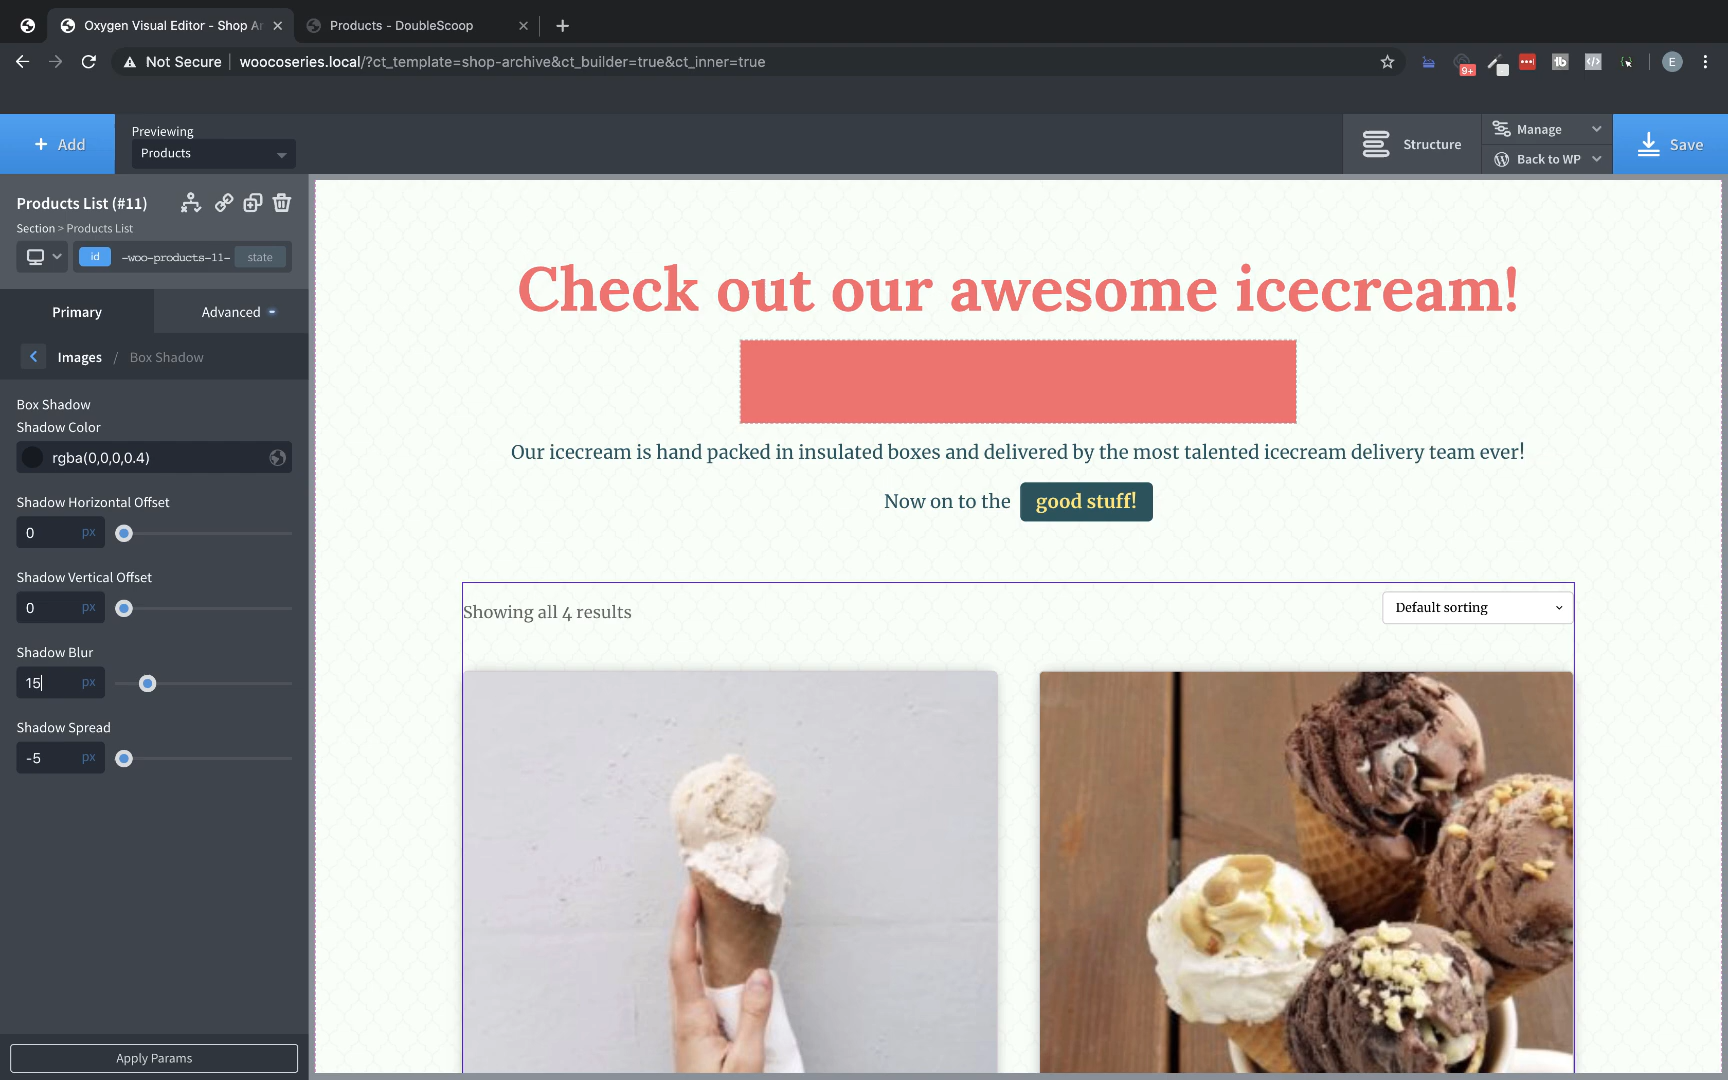 Oxygen Visual Editor - Shop Ar
Products - DoubleScoop
Not Secure
woocoseries.local/?ct_template=shop-archive&ct_builder=true&ct_inner=true
9+
E
+ Add
Previewing
Products
Structure
Manage
Back to WP
Save
Products List (#11)
Section > Products List
id
-woo-products-11-
state
Primary
Advanced
Images / Box Shadow
Box Shadow
Shadow Color
rgba(0,0,0,0.4)
Shadow Horizontal Offset
0 px
Shadow Vertical Offset
0 px
Shadow Blur
15 px
Shadow Spread
-5 px
Apply Params
Check out our awesome icecream!
Our icecream is hand packed in insulated boxes and delivered by the most talented icecream delivery team ever!
Now on to the good stuff!
Showing all 4 results
Default sorting